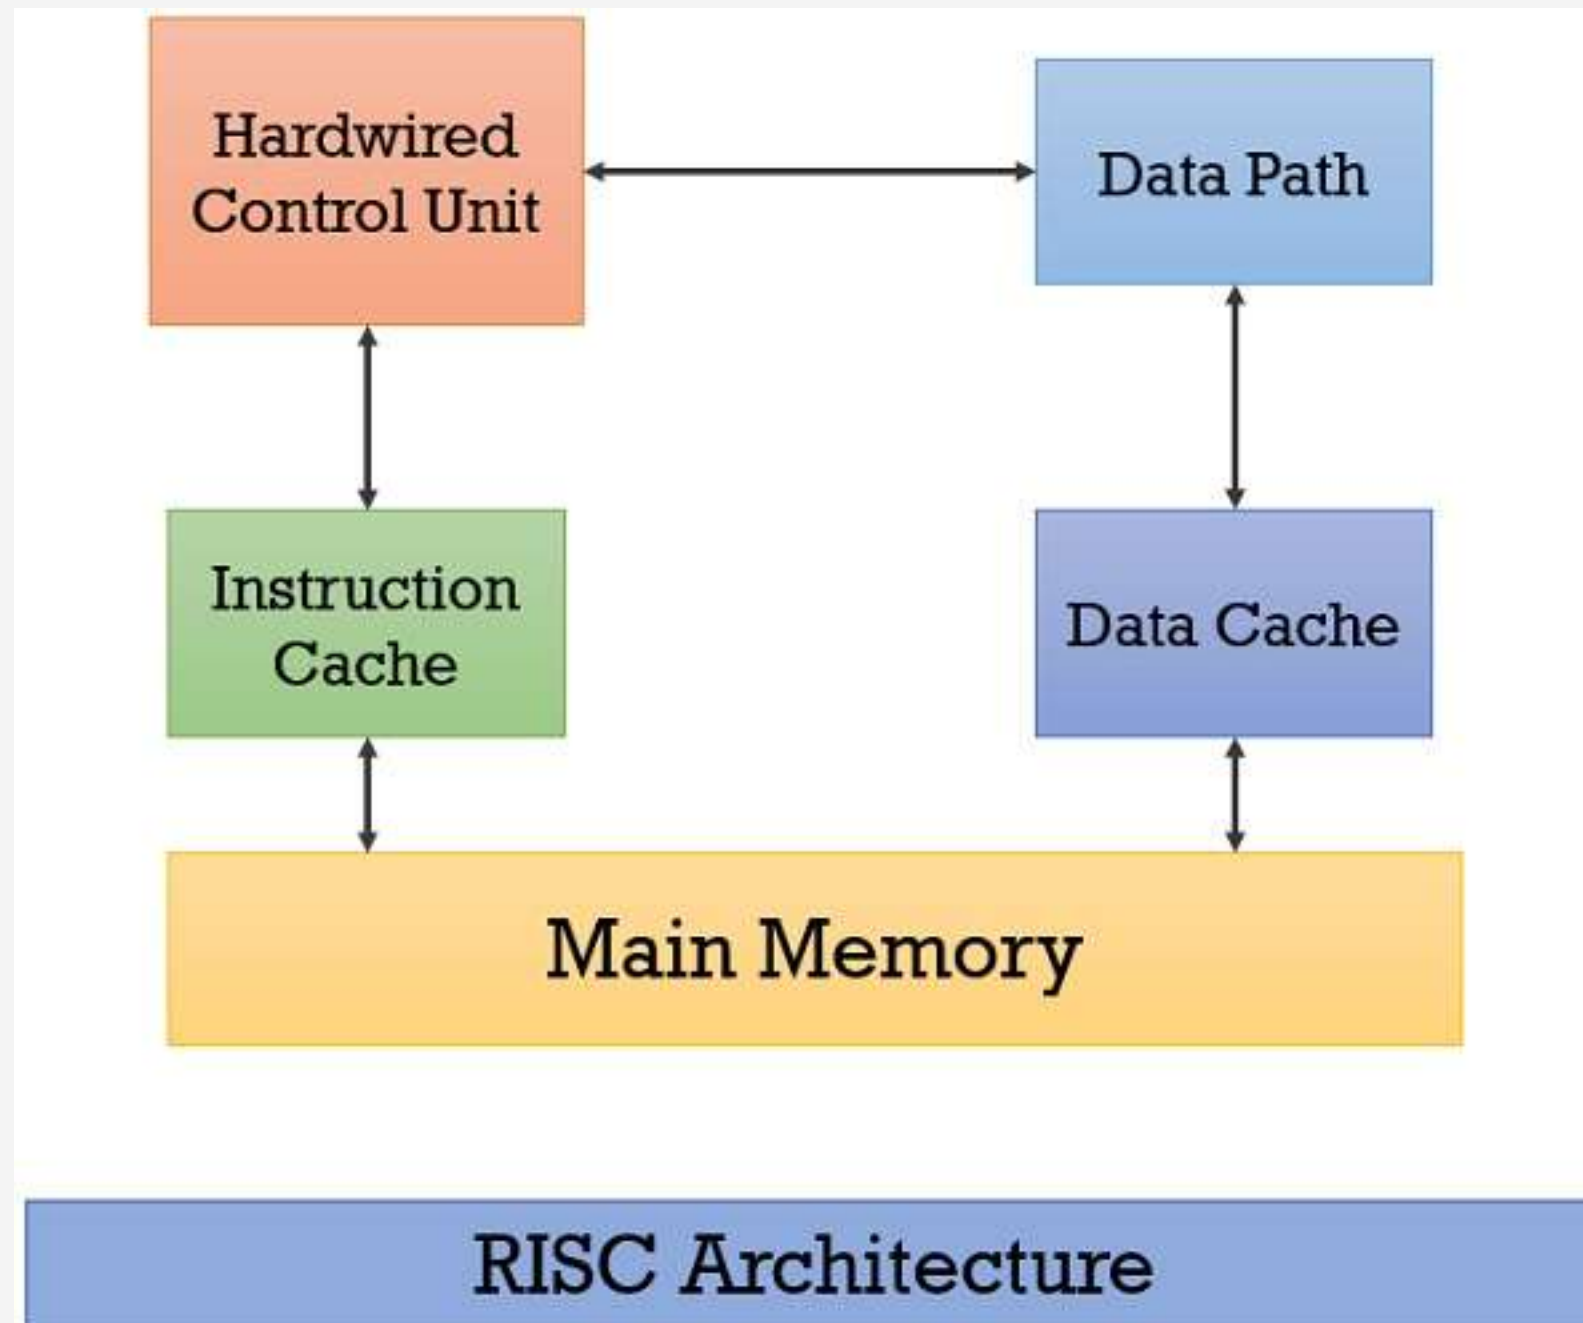 Hardwired
Control Unit
Data Path
Instruction
Cache
Data Cache
Main Memory
RISC Architecture